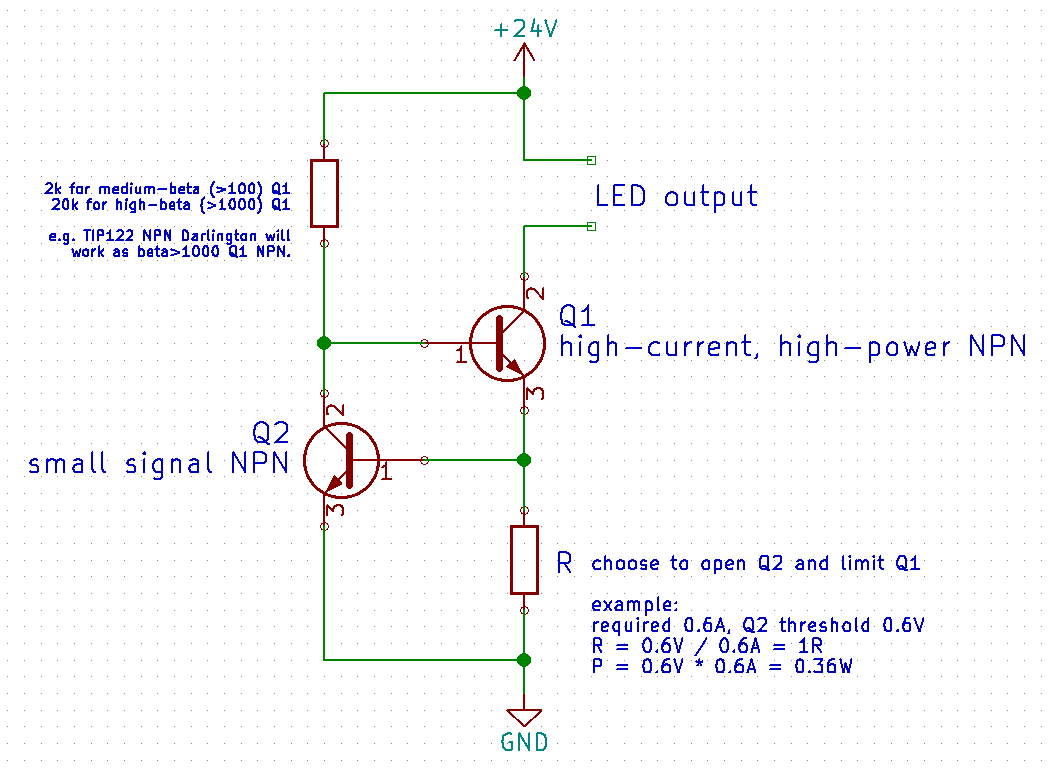 +24V
2k for medium-beta (>100) Q1
20k for high-beta (>1000) Q1
e.g. TIP122 NPN Darlington will
work as beta>1000 Q1 NPN.
LED output
2
Q1
high-current, high-power NPN
1
3
2
Q2
small signal NPN
1
3
R choose to open Q2 and limit Q1
example:
required 0.6A, Q2 threshold 0.6V
R = 0.6V / 0.6A = 1R
P = 0.6V * 0.6A = 0.36W
GND